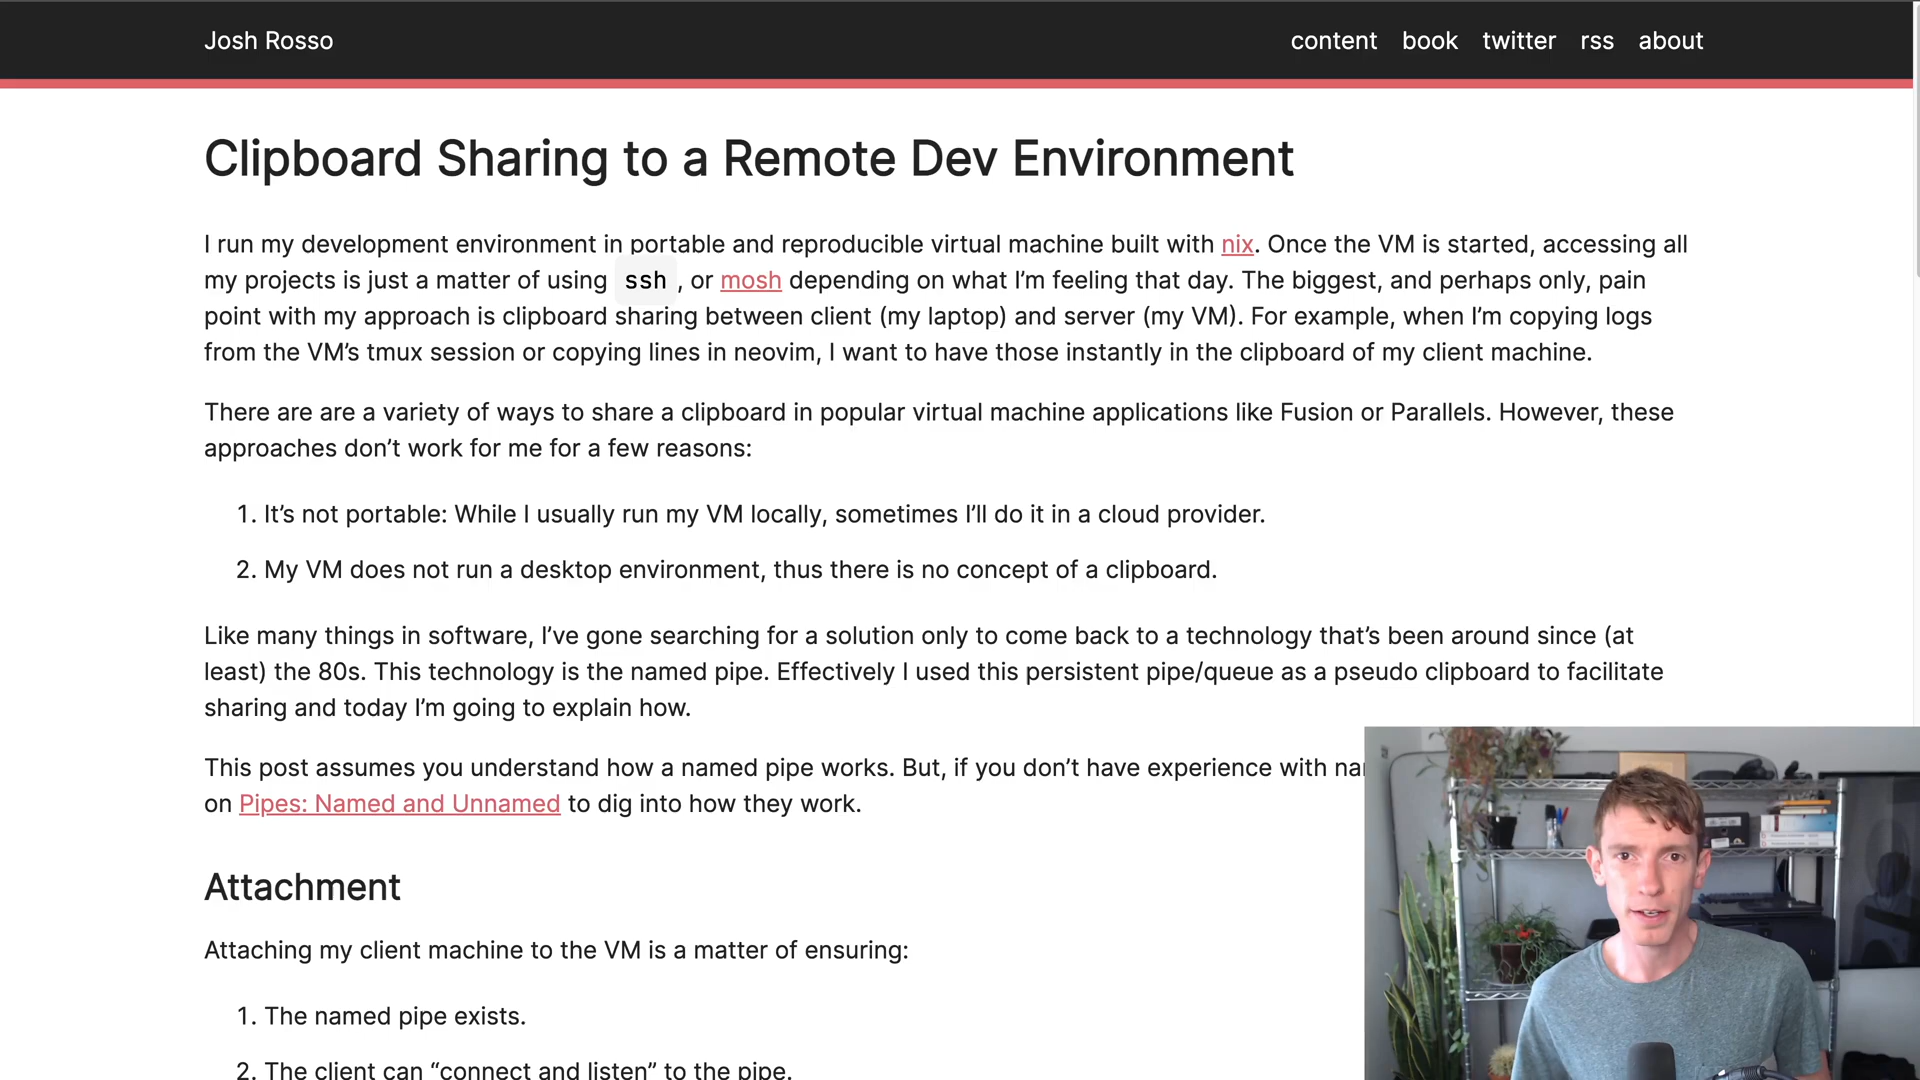 Josh Rosso
content book twitter rss about
Clipboard Sharing to a Remote Dev Environment
I run my development environment in portable and reproducible virtual machine built with nix. Once the VM is started, accessing all
my projects is just a matter of using ssh , or mosh depending on what I’m feeling that day. The biggest, and perhaps only, pain
point with my approach is clipboard sharing between client (my laptop) and server (my VM). For example, when I’m copying logs
from the VM’s tmux session or copying lines in neovim, I want to have those instantly in the clipboard of my client machine.
There are are a variety of ways to share a clipboard in popular virtual machine applications like Fusion or Parallels. However, these
approaches don’t work for me for a few reasons:
1. It’s not portable: While I usually run my VM locally, sometimes I’ll do it in a cloud provider.
2. My VM does not run a desktop environment, thus there is no concept of a clipboard.
Like many things in software, I’ve gone searching for a solution only to come back to a technology that’s been around since (at
least) the 80s. This technology is the named pipe. Effectively I used this persistent pipe/queue as a pseudo clipboard to facilitate
sharing and today I’m going to explain how.
This post assumes you understand how a named pipe works. But, if you don’t have experience with
on Pipes: Named and Unnamed to dig into how they work.
Attachment
Attaching my client machine to the VM is a matter of ensuring:
1. The named pipe exists.
2. The client can “connect and listen” to the pipe.